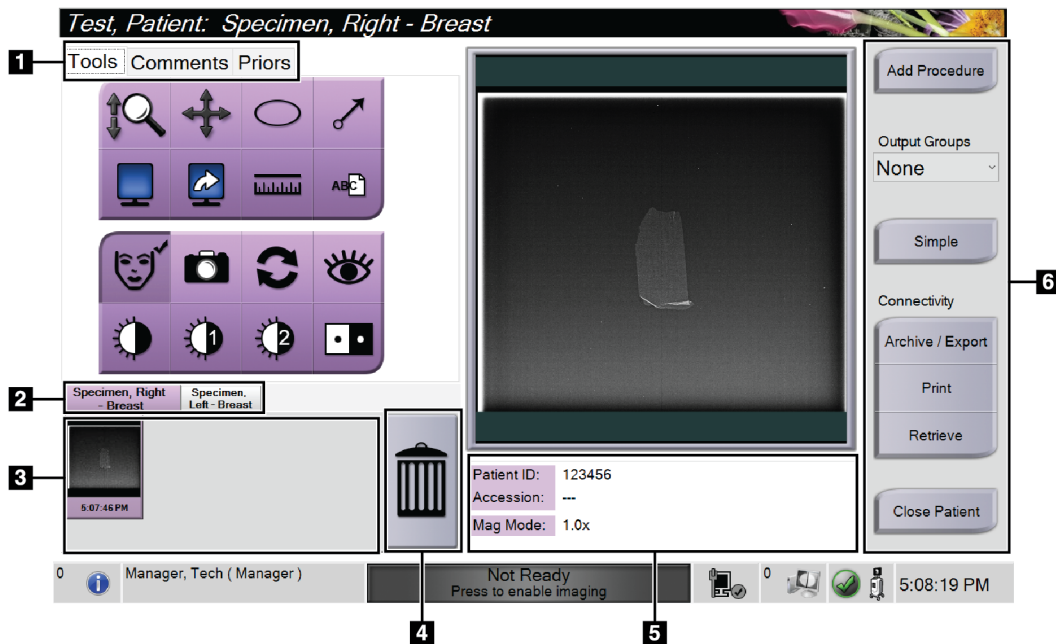 Test, Patient: Specimen, Right - Breast
1
Tools Comments Priors
ABC
1
2
2
Specimen, Right
- Breast
Specimen,
Left - Breast
3
5:07:46 PM
4
Patient ID: 123456
Accession: ---
Mag Mode: 1.0x
5
Add Procedure
Output Groups
None
Simple
Connectivity
Archive / Export
Print
Retrieve
Close Patient
6
0
Manager, Tech ( Manager )
Not Ready
Press to enable imaging
0
5:08:19 PM